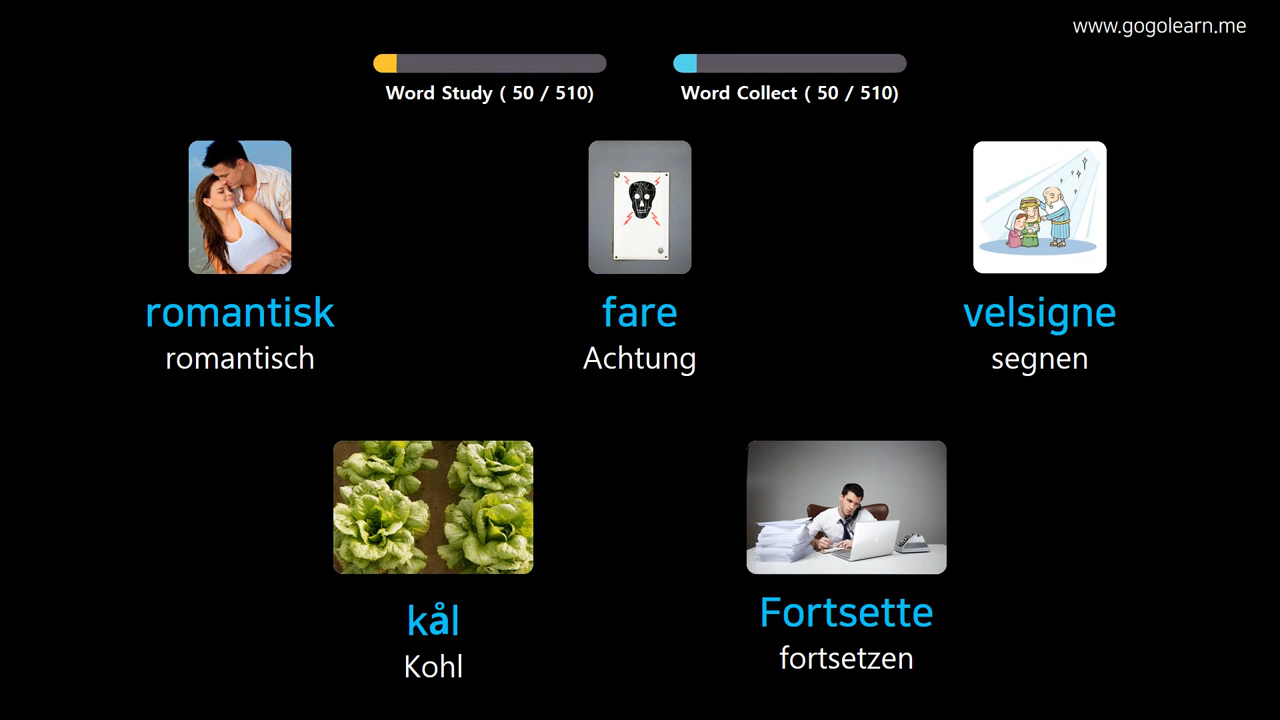 www.gogolearn.me
Word Study ( 50 / 510)
Word Collect ( 50 / 510)
romantisk
romantisch
fare
Achtung
velsigne
segnen
kål
Kohl
Fortsette
fortsetzen